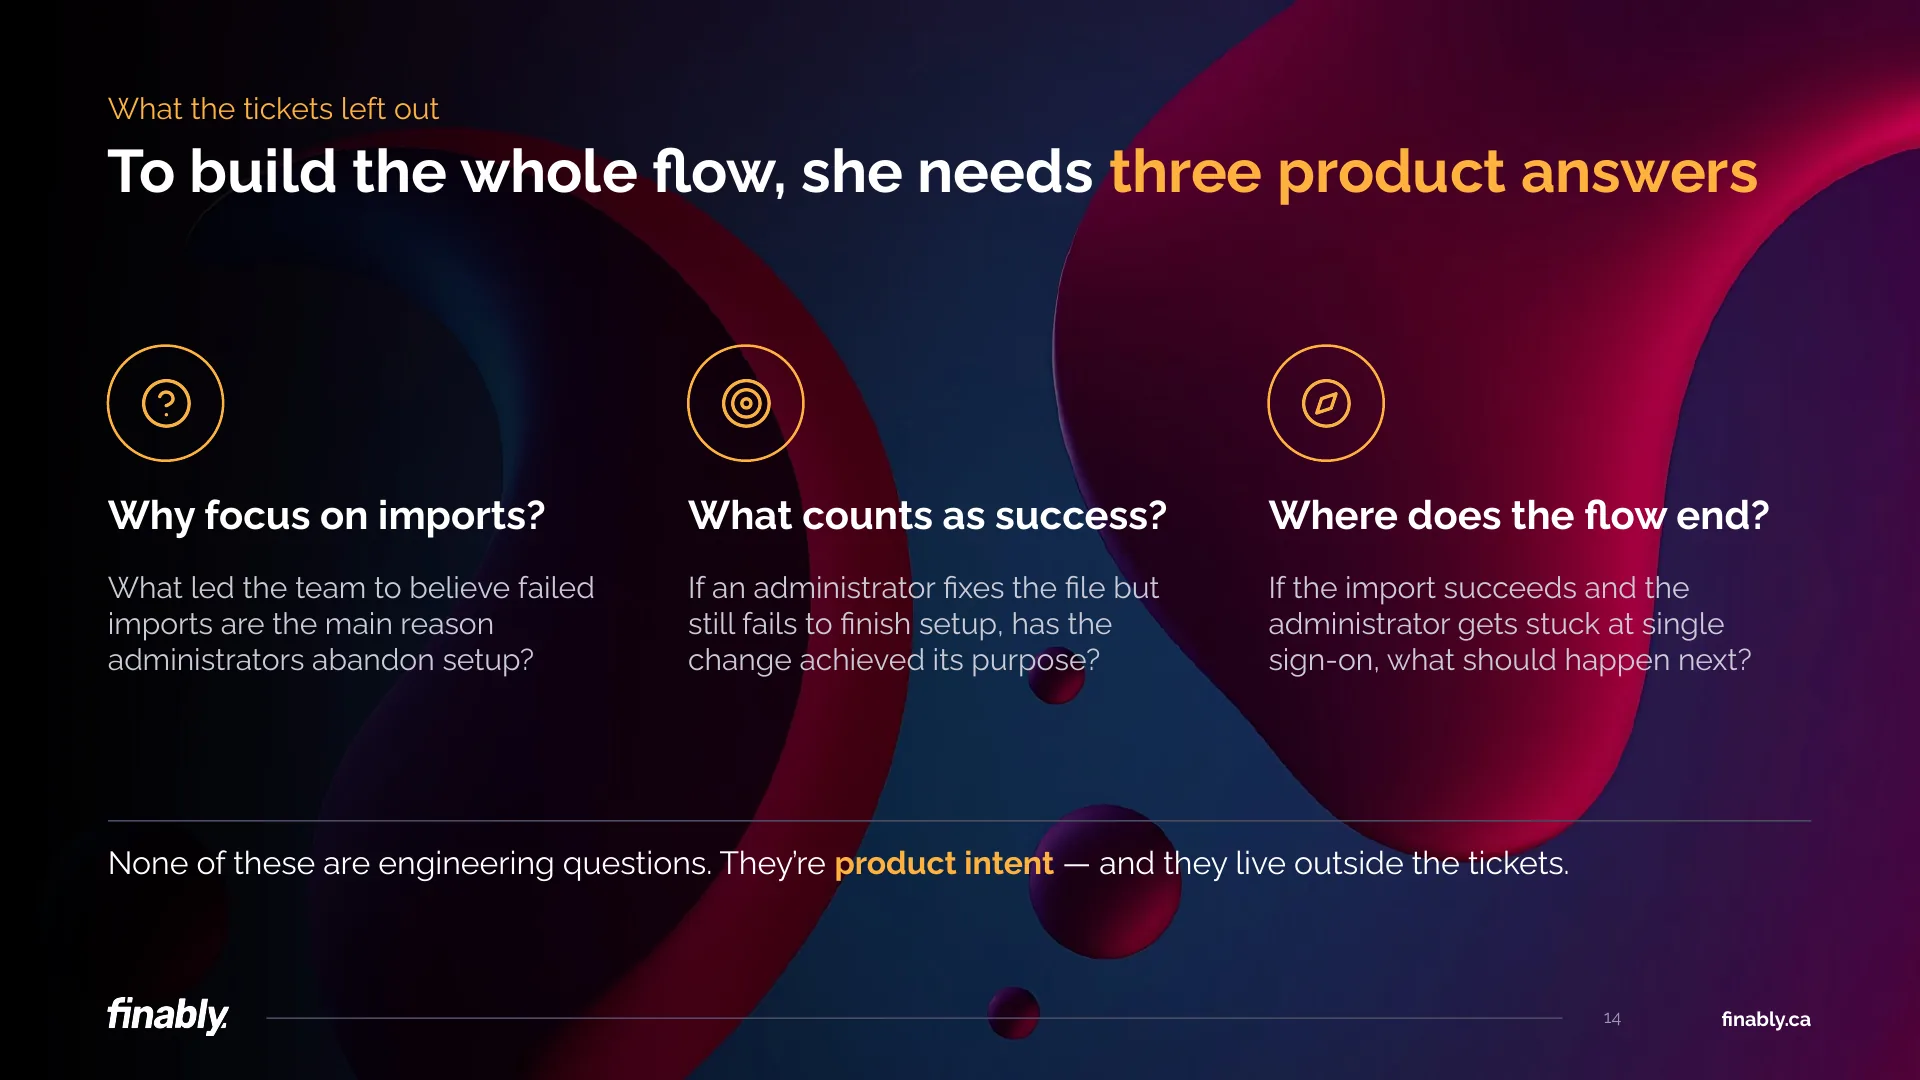 What the tickets left out
To build the whole flow, she needs three product answers
Why focus on imports?
What led the team to believe failed
imports are the main reason
administrators abandon setup?
What counts as success?
If an administrator fixes the file but
still fails to finish setup, has the
change achieved its purpose?
Where does the flow end?
If the import succeeds and the
administrator gets stuck at single
sign-on, what should happen next?
None of these are engineering questions. They’re product intent — and they live outside the tickets.
finably.
14
finably.ca